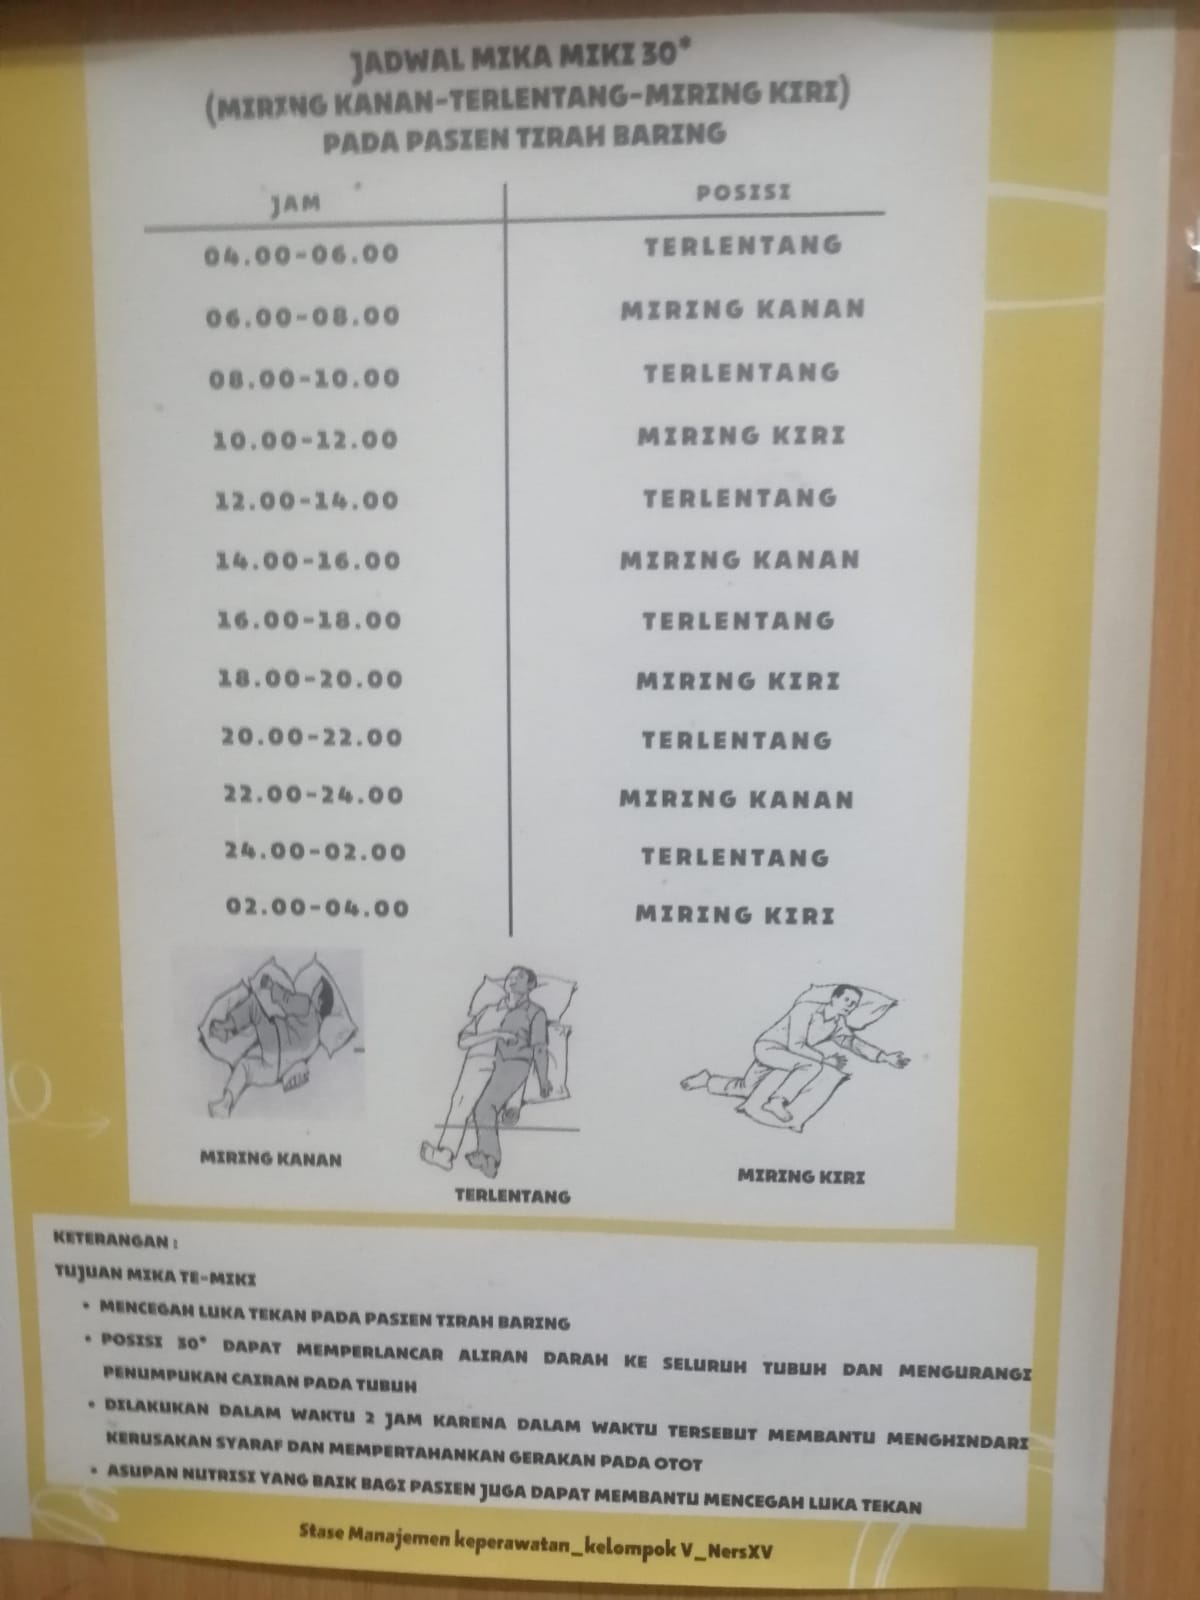 JADWAL MIKA MIKI 30°
(MIRING KANAN-TERLENTANG-MIRING KIRI)
PADA PASIEN TIRAH BARING
JAM POSISI
04.00-06.00 TERLENTANG
06.00-08.00 MIRING KANAN
08.00-10.00 TERLENTANG
10.00-12.00 MIRING KIRI
12.00-14.00 TERLENTANG
14.00-16.00 MIRING KANAN
16.00-18.00 TERLENTANG
18.00-20.00 MIRING KIRI
20.00-22.00 TERLENTANG
22.00-24.00 MIRING KANAN
24.00-02.00 TERLENTANG
02.00-04.00 MIRING KIRI
MIRING KANAN
TERLENTANG
MIRING KIRI
KETERANGAN :
TUJUAN MIKA TE-MIKI
• MENCEGAH LUKA TEKAN PADA PASIEN TIRAH BARING
• POSISI 30° DAPAT MEMPERLANCAR ALIRAN DARAH KE SELURUH TUBUH DAN MENGURANGI
PENUMPUKAN CAIRAN PADA TUBUH
• DILAKUKAN DALAM WAKTU 2 JAM KARENA DALAM WAKTU TERSEBUT MEMBANTU MENGHINDARI
KERUSAKAN SYARAF DAN MEMPERTAHANKAN GERAKAN PADA OTOT
• ASUPAN NUTRISI YANG BAIK BAGI PASIEN JUGA DAPAT MEMBANTU MENCEGAH LUKA TEKAN
Stase Manajemen keperawatan_kelompok V_NersXV